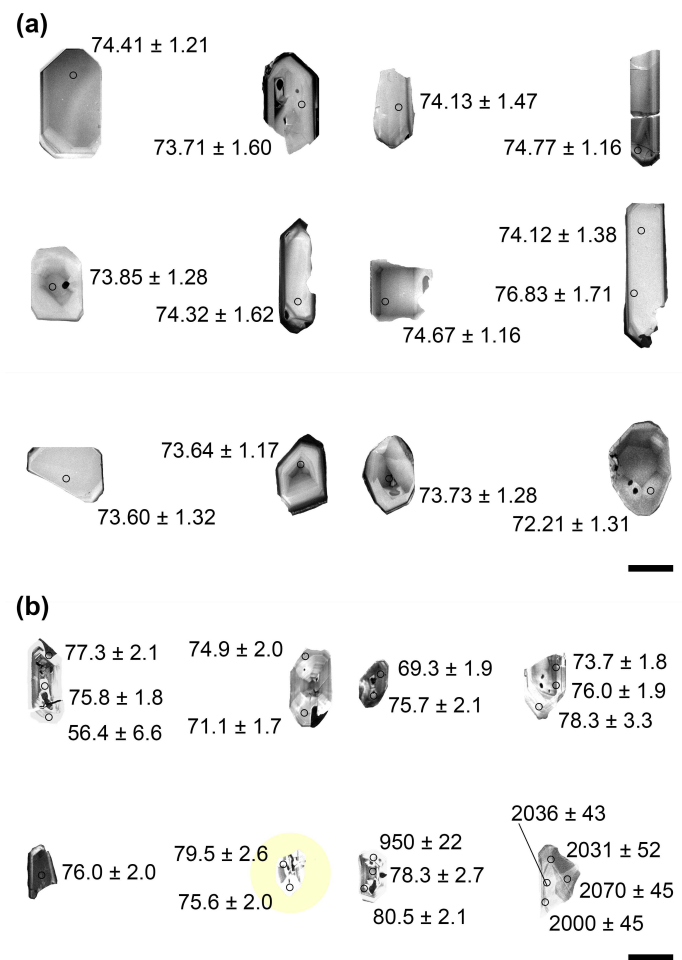 (a)
74.41 ± 1.21
73.71 ± 1.60
74.13 ± 1.47
74.77 ± 1.16
73.85 ± 1.28
74.32 ± 1.62
74.67 ± 1.16
74.12 ± 1.38
76.83 ± 1.71
73.60 ± 1.32
73.64 ± 1.17
73.73 ± 1.28
72.21 ± 1.31
(b)
77.3 ± 2.1
75.8 ± 1.8
56.4 ± 6.6
74.9 ± 2.0
71.1 ± 1.7
69.3 ± 1.9
75.7 ± 2.1
73.7 ± 1.8
76.0 ± 1.9
78.3 ± 3.3
76.0 ± 2.0
79.5 ± 2.6
75.6 ± 2.0
950 ± 22
78.3 ± 2.7
80.5 ± 2.1
2036 ± 43
2031 ± 52
2070 ± 45
2000 ± 45